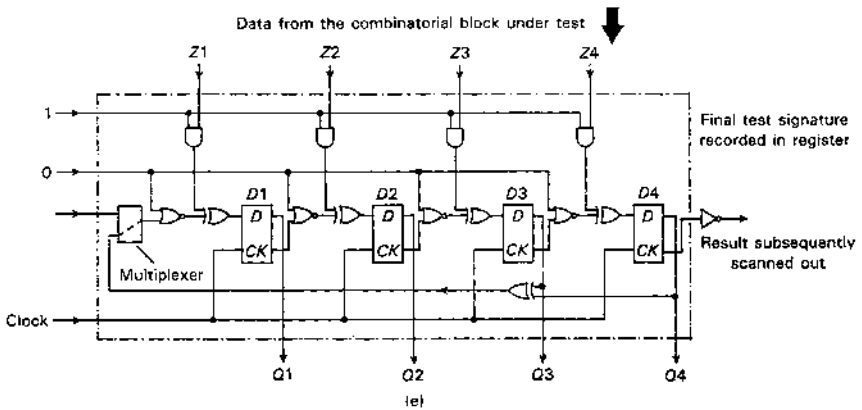 Data from the combinatorial block under test
Z1 Z2 Z3 Z4
1
Final test signature
recorded in register
0
D1 D2 D3 D4
D D D D
CK CK CK CK
Multiplexer
Result subsequently
scanned out
Clock
Q1 Q2 Q3 Q4
(e)